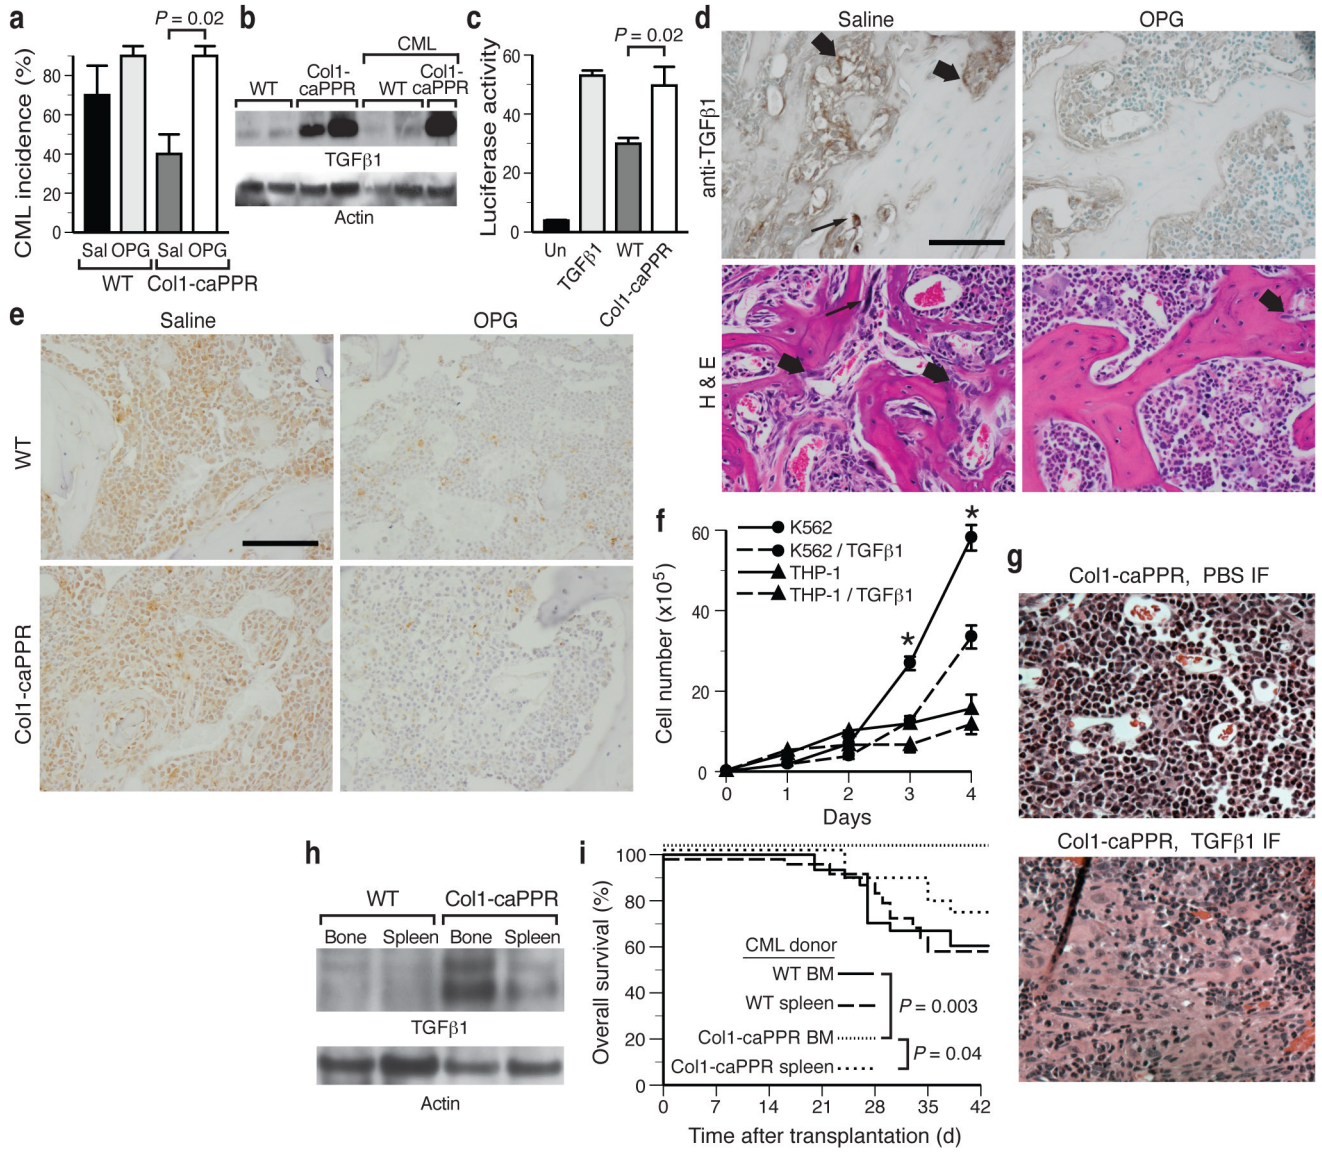 a
P = 0.02
CML incidence (%)
80
60
40
20
0
Sal OPG Sal OPG
WT Col1-caPPR
b
CML
Col1-
caPPR
WT
WT
Col1-
caPPR
TGFβ1
Actin
c
P = 0.02
Luciferase activity
60
40
20
0
Un
TGFβ1
WT
Col1-caPPR
d
Saline OPG
anti-TGFβ1
H & E
e
Saline OPG
WT
Col1-caPPR
f
K562
K562 / TGFβ1
THP-1
THP-1 / TGFβ1
Cell number (x10⁵)
60
40
20
0
*
*
0 1 2 3 4
Days
g
Col1-caPPR, PBS IF
Col1-caPPR, TGFβ1 IF
h
WT Col1-caPPR
Bone Spleen Bone Spleen
TGFβ1
Actin
i
Overall survival (%)
100
80
60
40
20
0
CML donor
WT BM
WT spleen
P = 0.003
Col1-caPPR BM
P = 0.04
Col1-caPPR spleen
0 7 14 21 28 35 42
Time after transplantation (d)